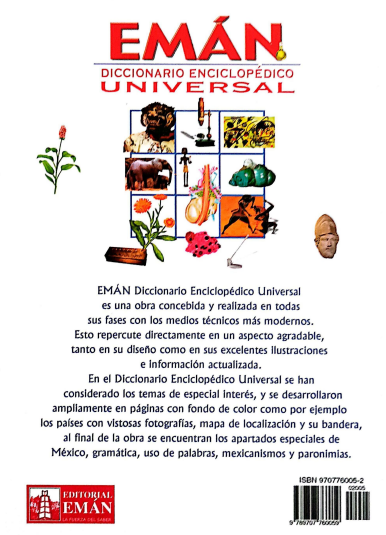 EMÁN
DICCIONARIO ENCICLOPÉDICO
UNIVERSAL
EMÁN Diccionario Enciclopédico Universal
es una obra concebida y realizada en todas
sus fases con los medios técnicos más modernos.
Esto repercute directamente en un aspecto agradable,
tanto en su diseño como en sus excelentes ilustraciones
e información actualizada.
En el Diccionario Enciclopédico Universal se han
considerado los temas de especial interés, y se desarrollaron
ampliamente en páginas con fondo de color como por ejemplo
los países con vistosas fotografías, mapa de localización y su bandera,
al final de la obra se encuentran los apartados especiales de
México, gramática, uso de palabras, mexicanismos y paronimias.
EDITORIAL
EMÁN
LA FUERZA DEL SABER
ISBN 970776005-2
02005
9 789707 760059